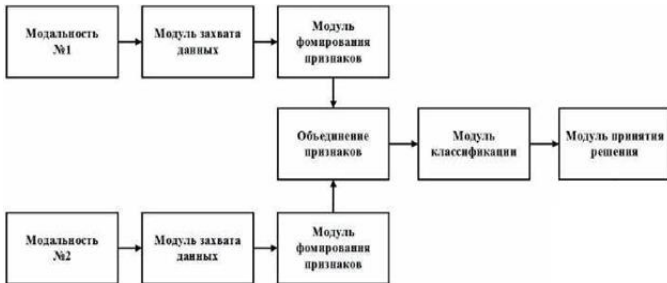 Модальность
№1
Модуль захвата
данных
Модуль
фомирования
признаков
Объединение
признаков
Модуль
классификации
Модуль принятия
решения
Модальность
№2
Модуль захвата
данных
Модуль
фомирования
признаков